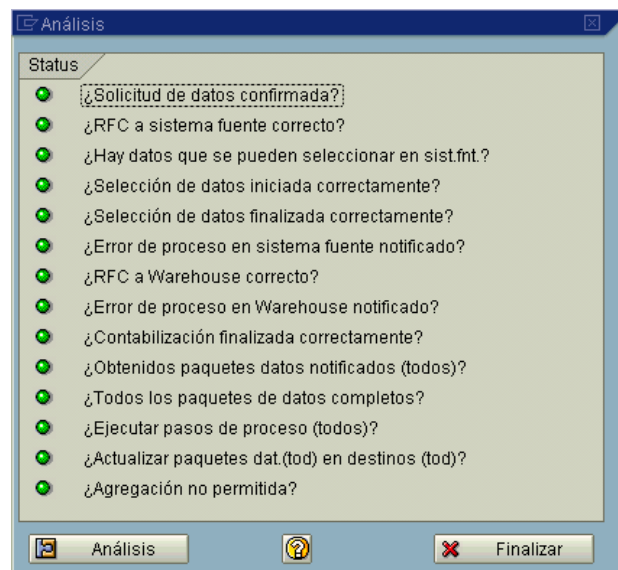 Análisis
Status
¿Solicitud de datos confirmada?
¿RFC a sistema fuente correcto?
¿Hay datos que se pueden seleccionar en sist.fnt.?
¿Selección de datos iniciada correctamente?
¿Selección de datos finalizada correctamente?
¿Error de proceso en sistema fuente notificado?
¿RFC a Warehouse correcto?
¿Error de proceso en Warehouse notificado?
¿Contabilización finalizada correctamente?
¿Obtenidos paquetes datos notificados (todos)?
¿Todos los paquetes de datos completos?
¿Ejecutar pasos de proceso (todos)?
¿Actualizar paquetes dat.(tod) en destinos (tod)?
¿Agregación no permitida?
Análisis Finalizar